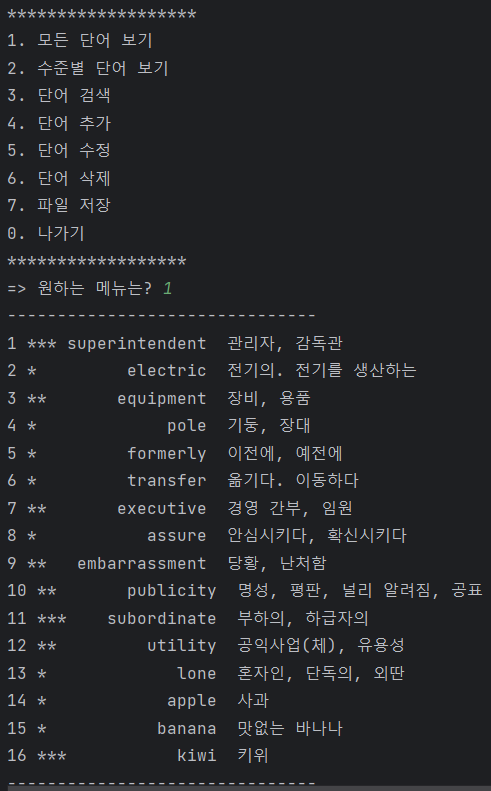 *******************
1. 모든 단어 보기
2. 수준별 단어 보기
3. 단어 검색
4. 단어 추가
5. 단어 수정
6. 단어 삭제
7. 파일 저장
0. 나가기
******************
=> 원하는 메뉴는? 1
-------------------------------
1 *** superintendent  관리자, 감독관
2 *         electric  전기의. 전기를 생산하는
3 **       equipment  장비, 용품
4 *             pole  기둥, 장대
5 *         formerly  이전에, 예전에
6 *         transfer  옮기다. 이동하다
7 **       executive  경영 간부, 임원
8 *           assure  안심시키다, 확신시키다
9 **   embarrassment  당황, 난처함
10 **       publicity  명성, 평판, 널리 알려짐, 공표
11 ***    subordinate  부하의, 하급자의
12 **         utility  공익사업(체), 유용성
13 *             lone  혼자인, 단독의, 외딴
14 *            apple  사과
15 *           banana  맛없는 바나나
16 ***           kiwi  키위
-------------------------------